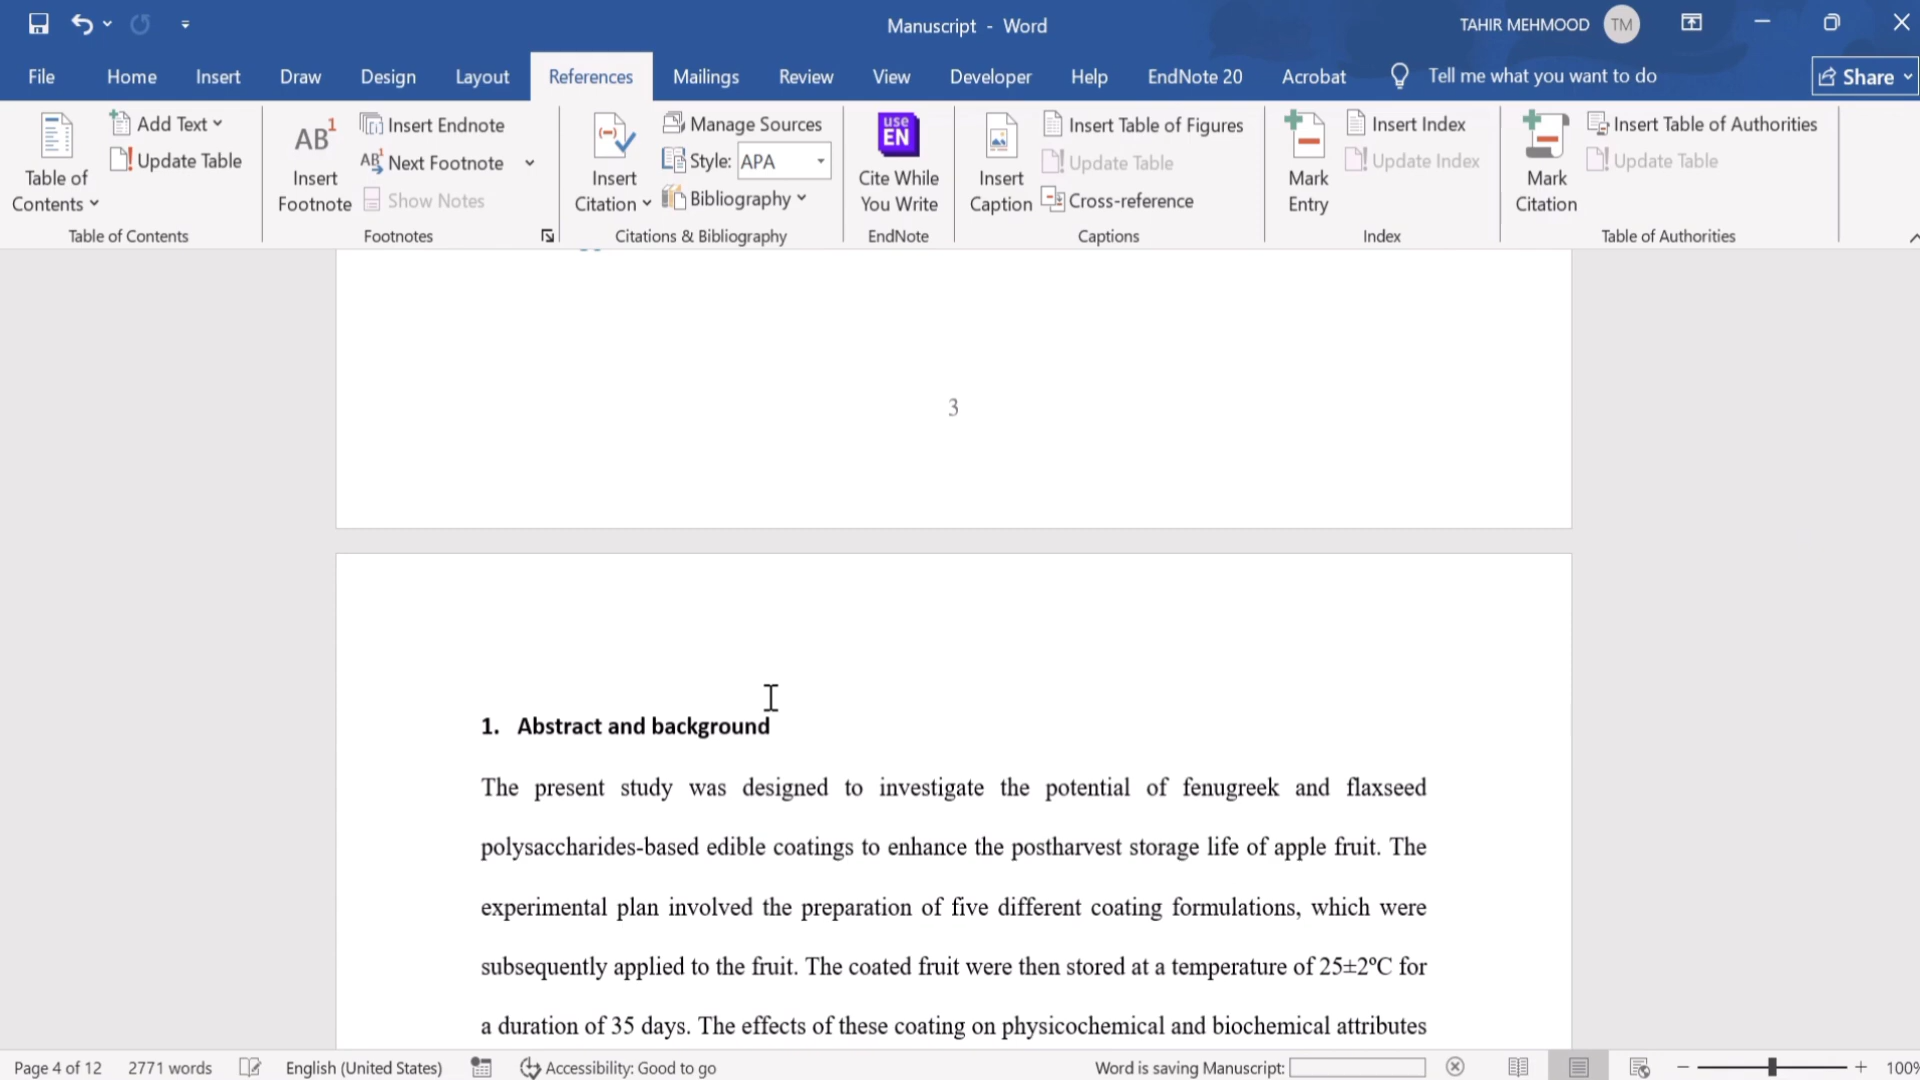 Manuscript - Word
TAHIR MEHMOOD TM
File Home Insert Draw Design Layout References Mailings Review View Developer Help EndNote 20 Acrobat Tell me what you want to do Share
Table of Contents
Add Text
Update Table
Table of Contents
AB1
Insert Footnote
Insert Endnote
AB1 Next Footnote
Show Notes
Footnotes
Insert Citation
Manage Sources
Style: APA
Bibliography
Citations & Bibliography
use EN
Cite While You Write
EndNote
Insert Caption
Insert Table of Figures
Update Table
Cross-reference
Captions
Mark Entry
Insert Index
Update Index
Index
Mark Citation
Insert Table of Authorities
Update Table
Table of Authorities
3
1. Abstract and background
The present study was designed to investigate the potential of fenugreek and flaxseed
polysaccharides-based edible coatings to enhance the postharvest storage life of apple fruit. The
experimental plan involved the preparation of five different coating formulations, which were
subsequently applied to the fruit. The coated fruit were then stored at a temperature of 25±2ºC for
a duration of 35 days. The effects of these coating on physicochemical and biochemical attributes
Page 4 of 12 2771 words English (United States) Accessibility: Good to go Word is saving Manuscript: 100%